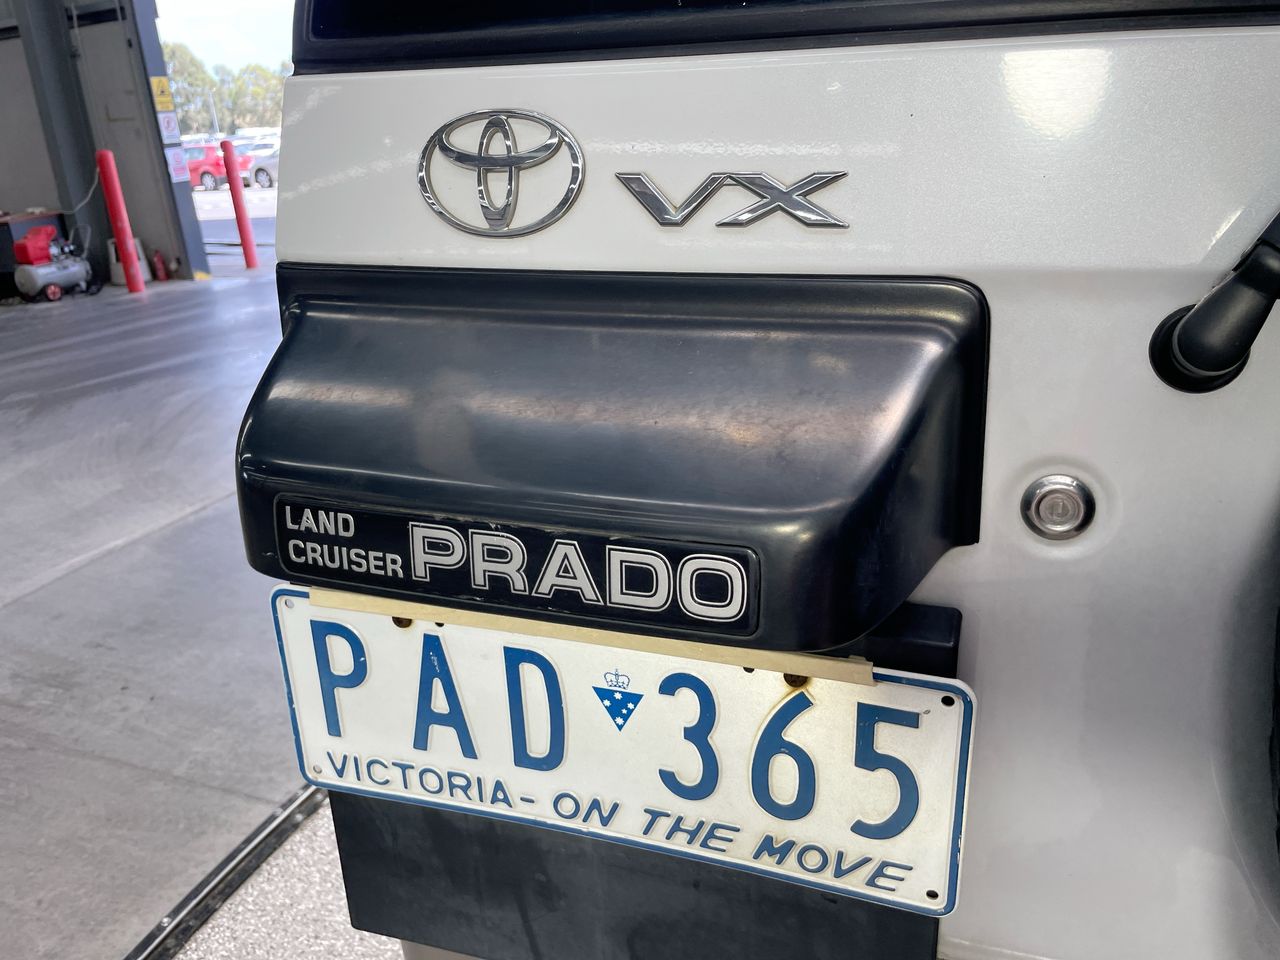 VX
LAND
CRUISER PRADO
PAD 365
VICTORIA - ON THE MOVE